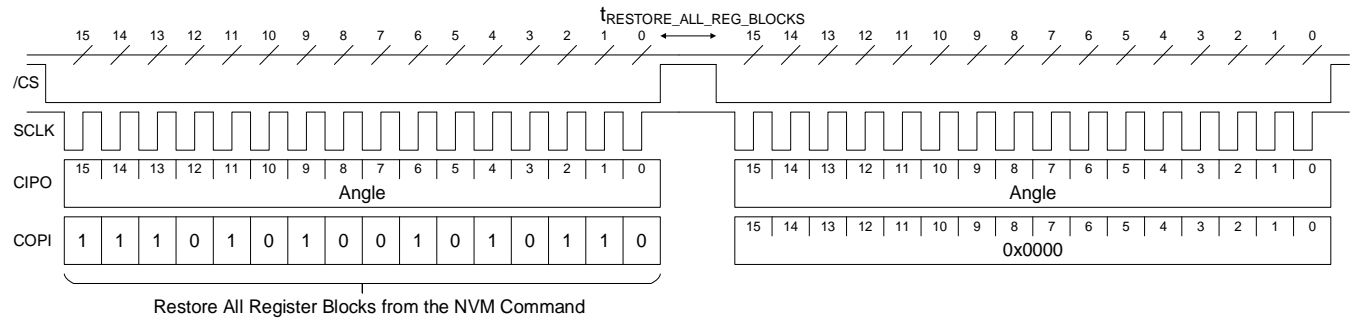 tRESTORE_ALL_REG_BLOCKS
15 14 13 12 11 10 9 8 7 6 5 4 3 2 1 0 15 14 13 12 11 10 9 8 7 6 5 4 3 2 1 0
/CS
SCLK
CIPO 15 14 13 12 11 10 9 8 7 6 5 4 3 2 1 0 15 14 13 12 11 10 9 8 7 6 5 4 3 2 1 0
Angle Angle
COPI 1 1 1 0 1 0 1 0 0 1 0 1 0 1 1 0 15 14 13 12 11 10 9 8 7 6 5 4 3 2 1 0
0x0000
Restore All Register Blocks from the NVM Command